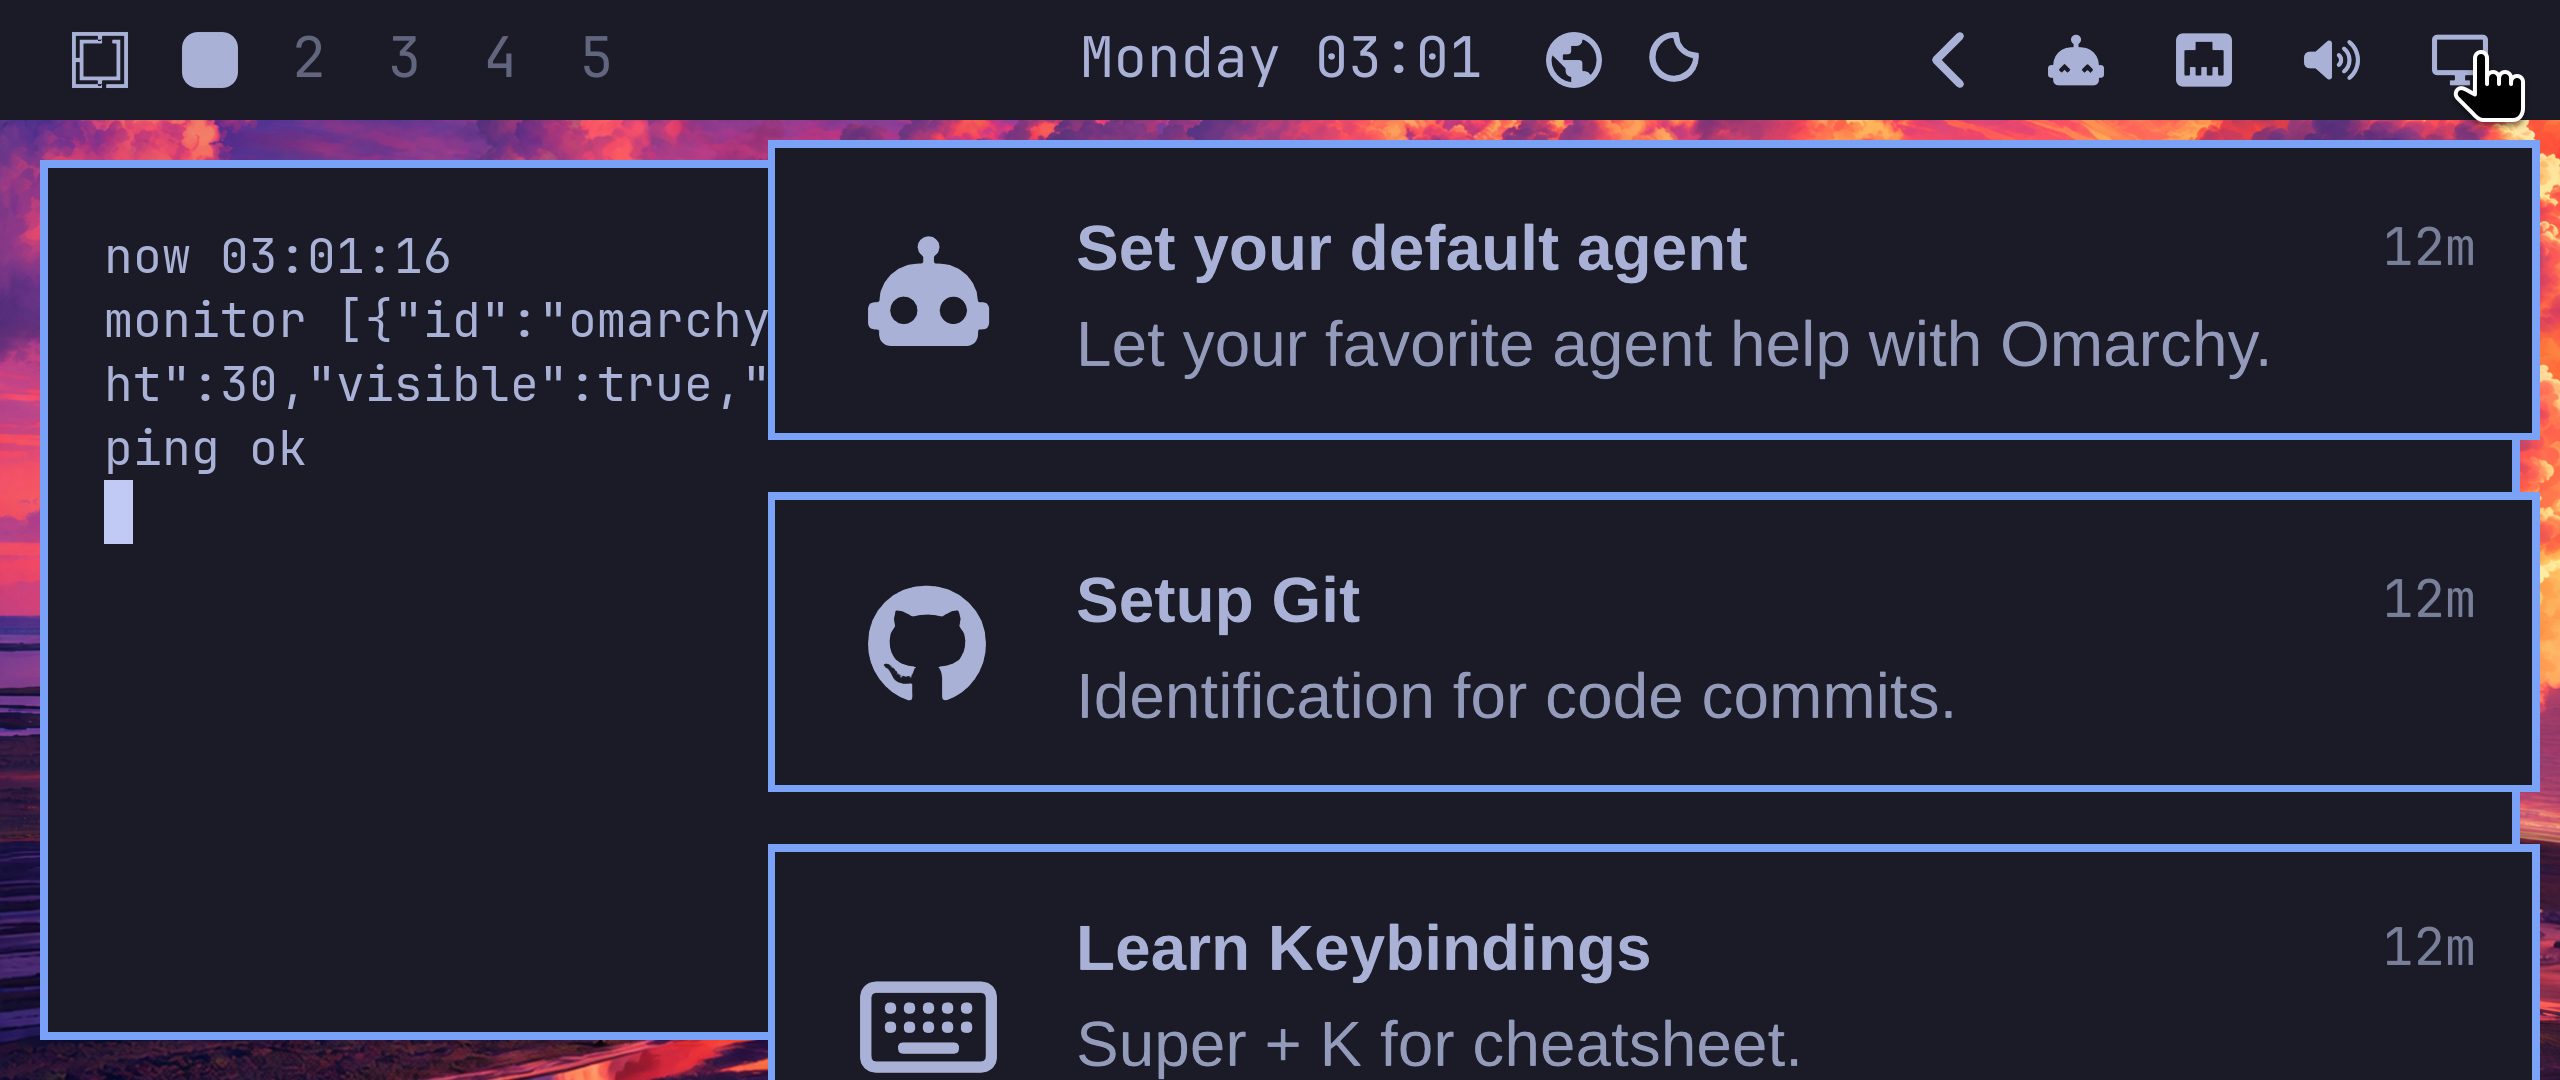 2 3 4 5 Monday 03:01
now 03:01:16
monitor [{"id":"omarchy
ht":30,"visible":true,"
ping ok
Set your default agent 12m
Let your favorite agent help with Omarchy.
Setup Git 12m
Identification for code commits.
Learn Keybindings 12m
Super + K for cheatsheet.